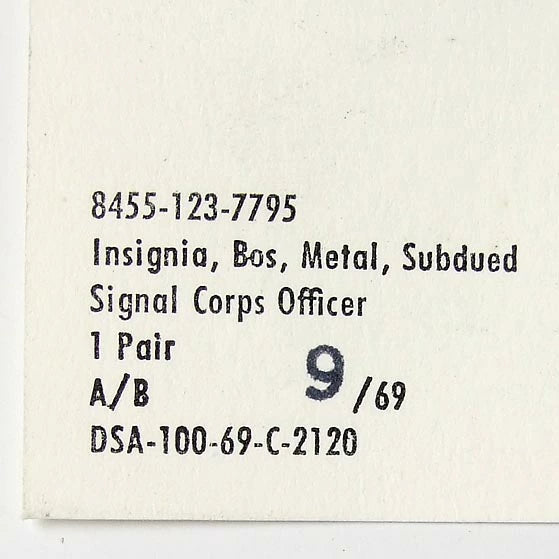 8455-123-7795
Insignia, Bos, Metal, Subdued
Signal Corps Officer
1 Pair
A/B 9/69
DSA-100-69-C-2120